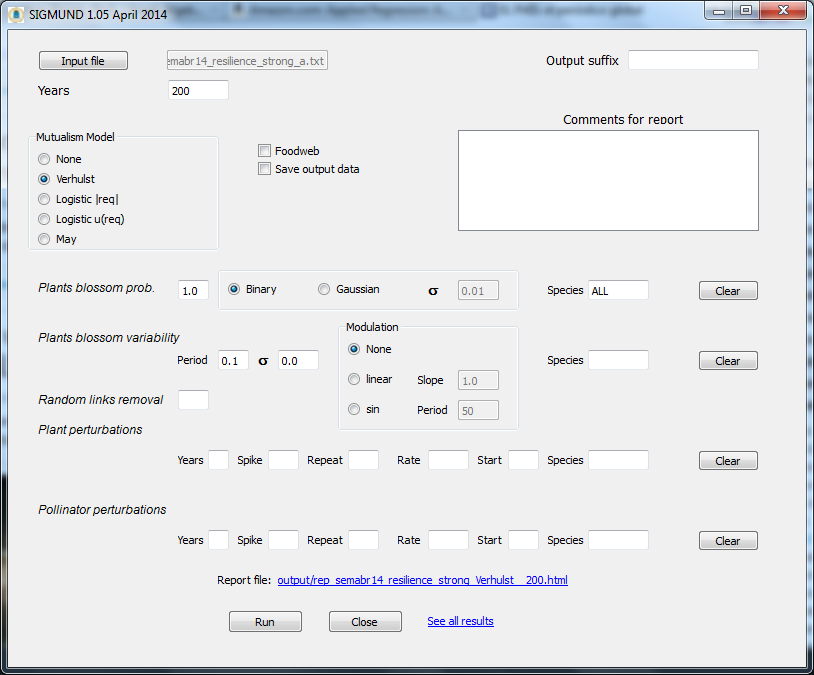 SIGMUND 1.05 April 2014
Input file
emabr14_resilience_strong_a.txt
Output suffix
Years
200
Comments for report
Mutualism Model
None
Verhulst
Logistic |req|
Logistic u(req)
May
Foodweb
Save output data
Plants blossom prob.
1.0
Binary
Gaussian
σ
0.01
Species
ALL
Clear
Plants blossom variability
Period
0.1
σ
0.0
Modulation
None
linear
Slope
1.0
sin
Period
50
Species
Clear
Random links removal
Plant perturbations
Years Spike Repeat Rate Start Species Clear
Pollinator perturbations
Years Spike Repeat Rate Start Species Clear
Report file: output/rep_semabr14_resilience_strong_Verhulst__200.html
Run
Close
See all results